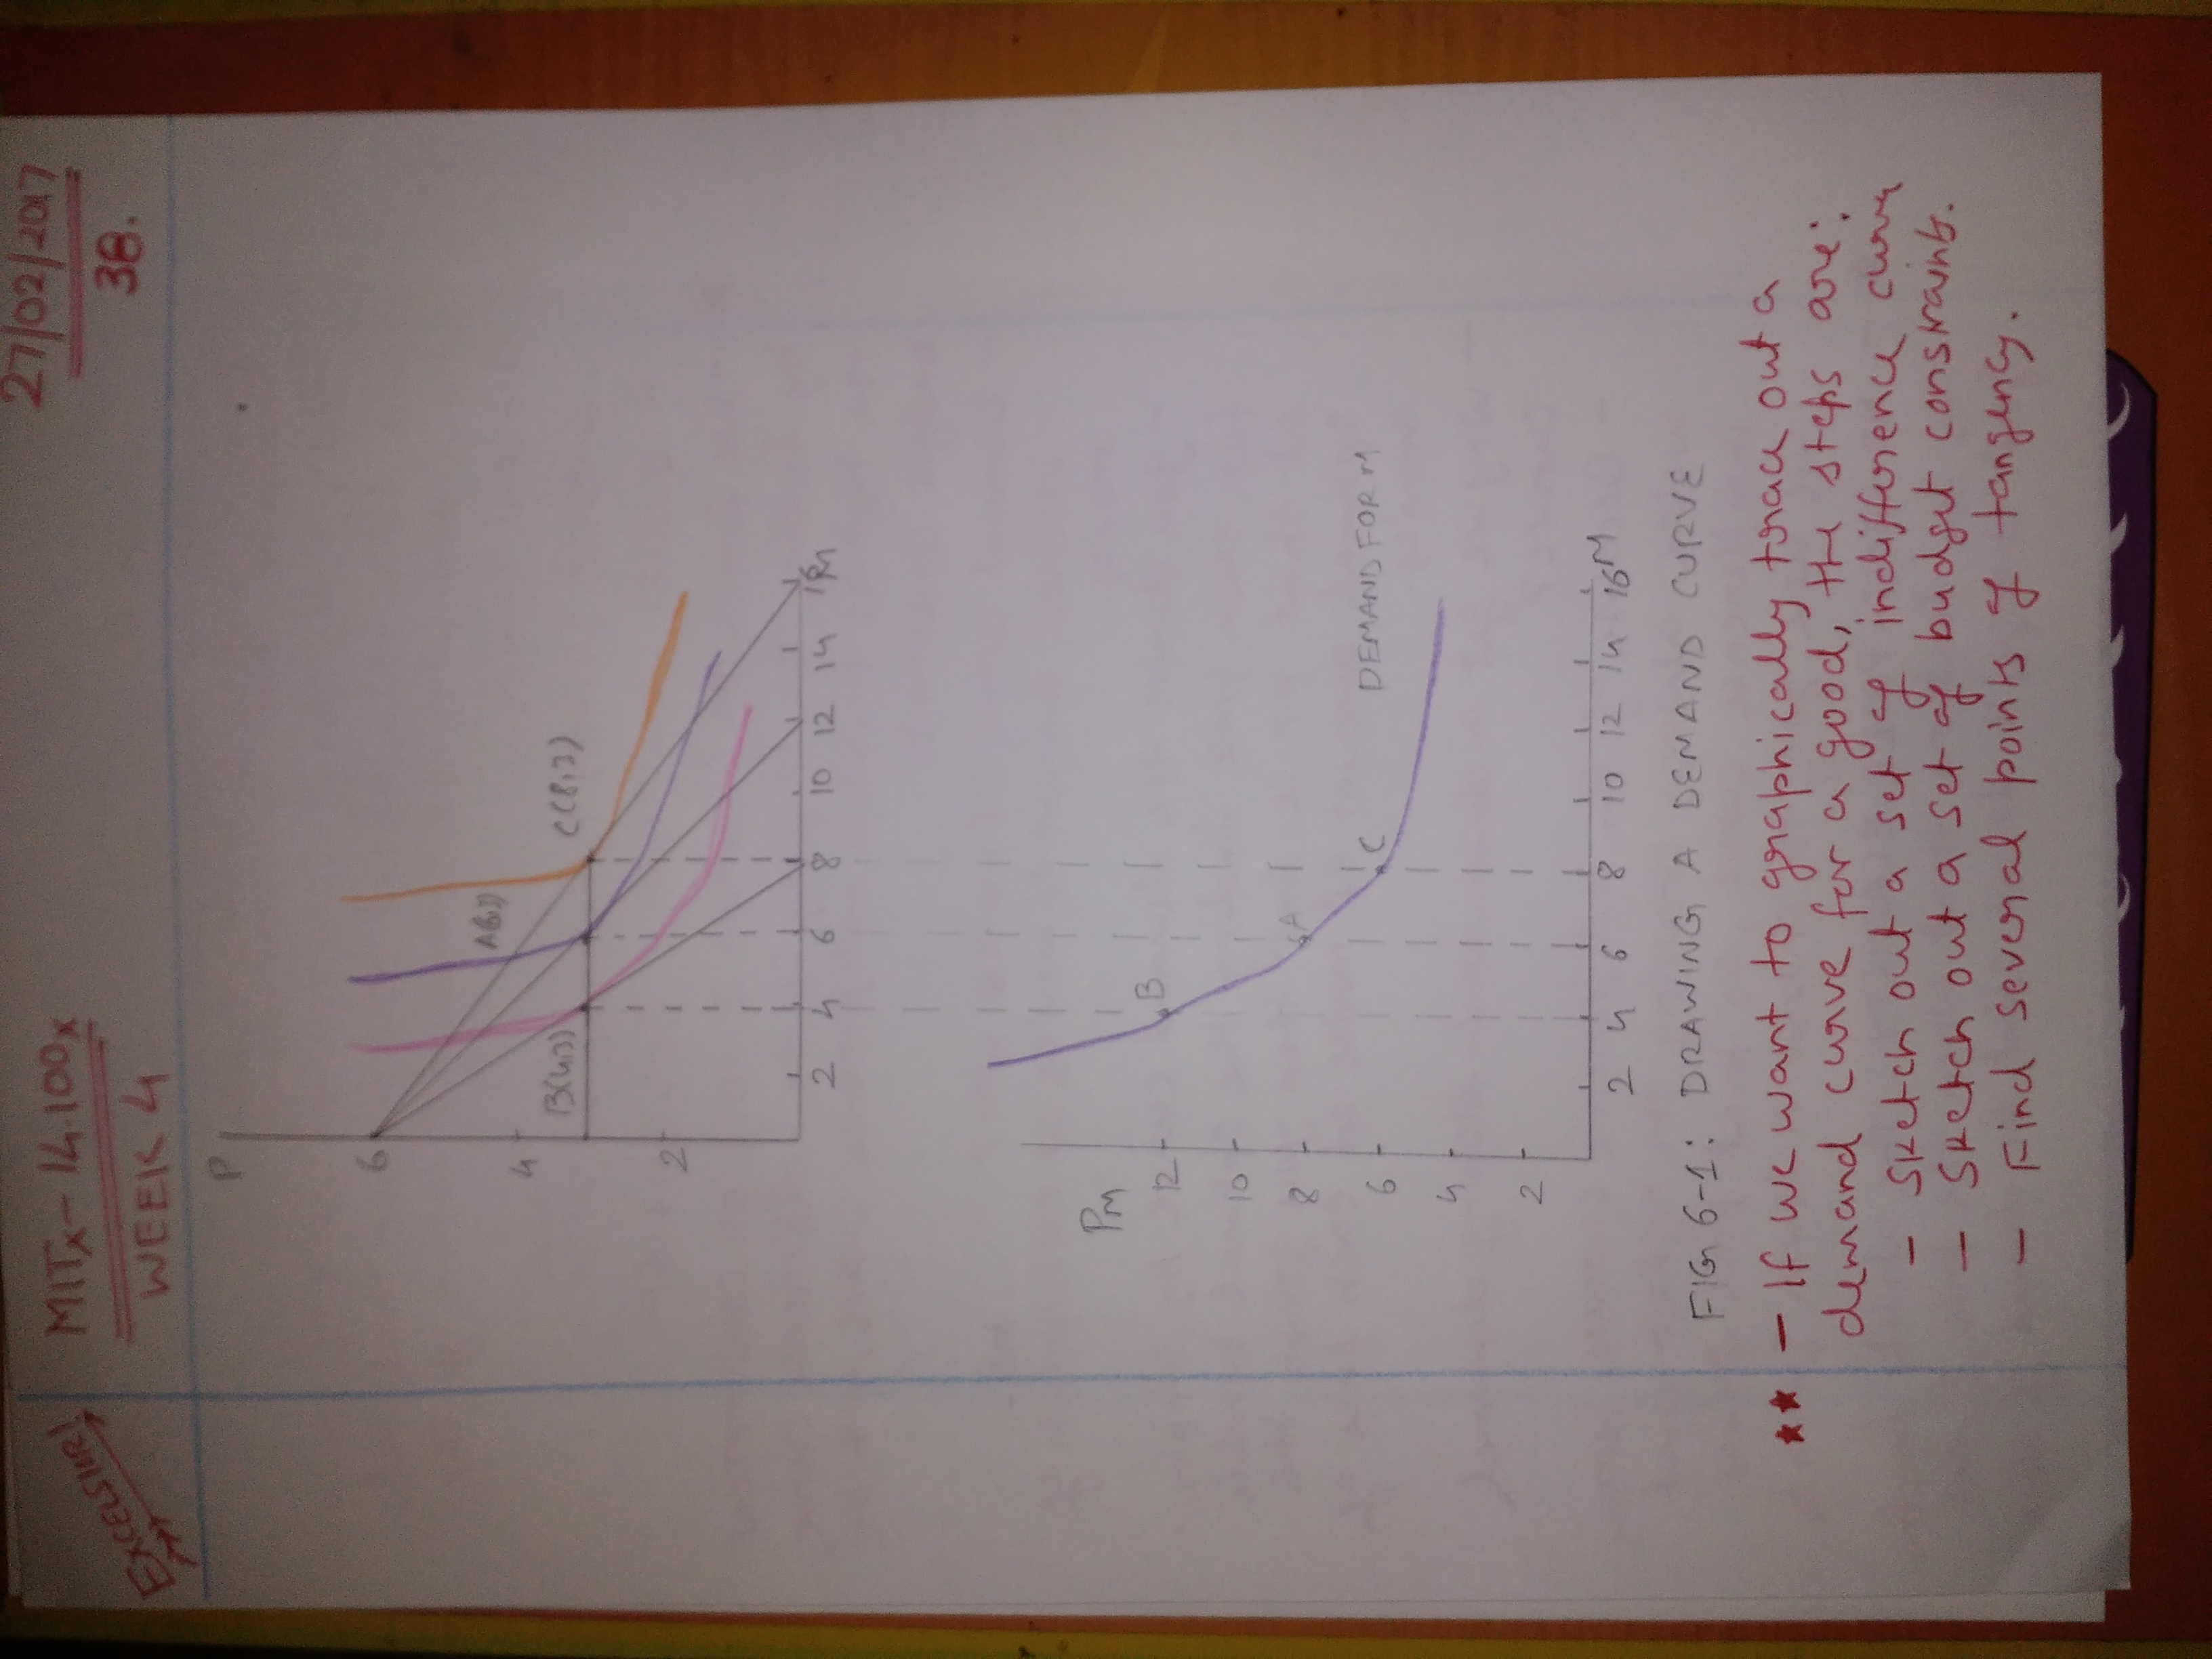 EXCELSIOR!
MITx - 14.100x
WEEK 4
27/02/2017
38.
P
6
4
2
A(6,3)
B(4,3)
C(8,3)
2 4 6 8 10 12 14 16 M
PM
12
10
8
6
4
2
B
A
C
DEMAND FOR M
2 4 6 8 10 12 14 16 M
FIG 6-1: DRAWING A DEMAND CURVE
★★ - If we want to graphically trace out a
demand curve for a good, the steps are:
- Sketch out a set of indifference curve
- Sketch out a set of budget constraints.
- Find several points of tangency.